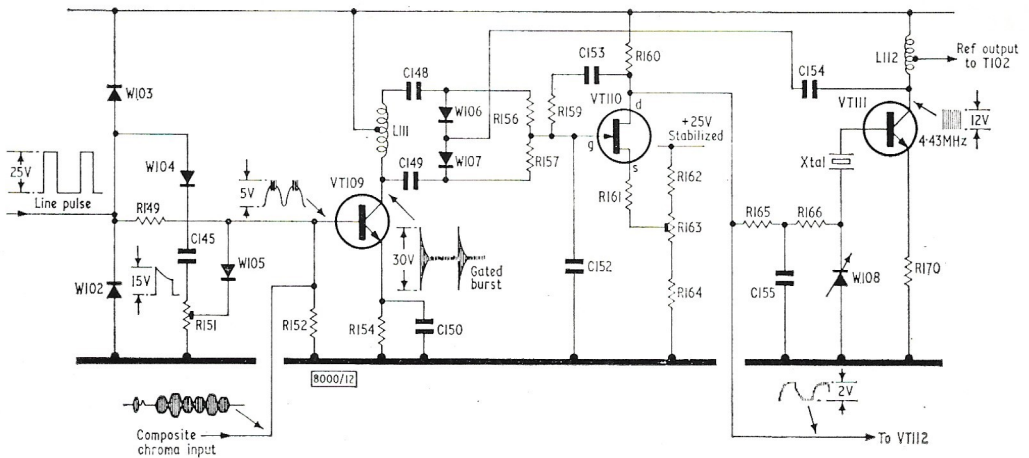 W103
25V
Line pulse
W104
R149
C145
W105
15V
W102
R151
5V
VT109
L111
C148
C149
W106
W107
R156
R157
C153
R159
VT110
d
g
s
R160
R161
+25V
Stabilized
R162
R163
R164
C152
30V
Gated
burst
R152
R154
C150
8000/12
Composite
chroma input
C154
L112
Ref output
to T102
VT111
12V
4·43MHz
Xtal
R165
R166
C155
W108
R170
2V
To VT112